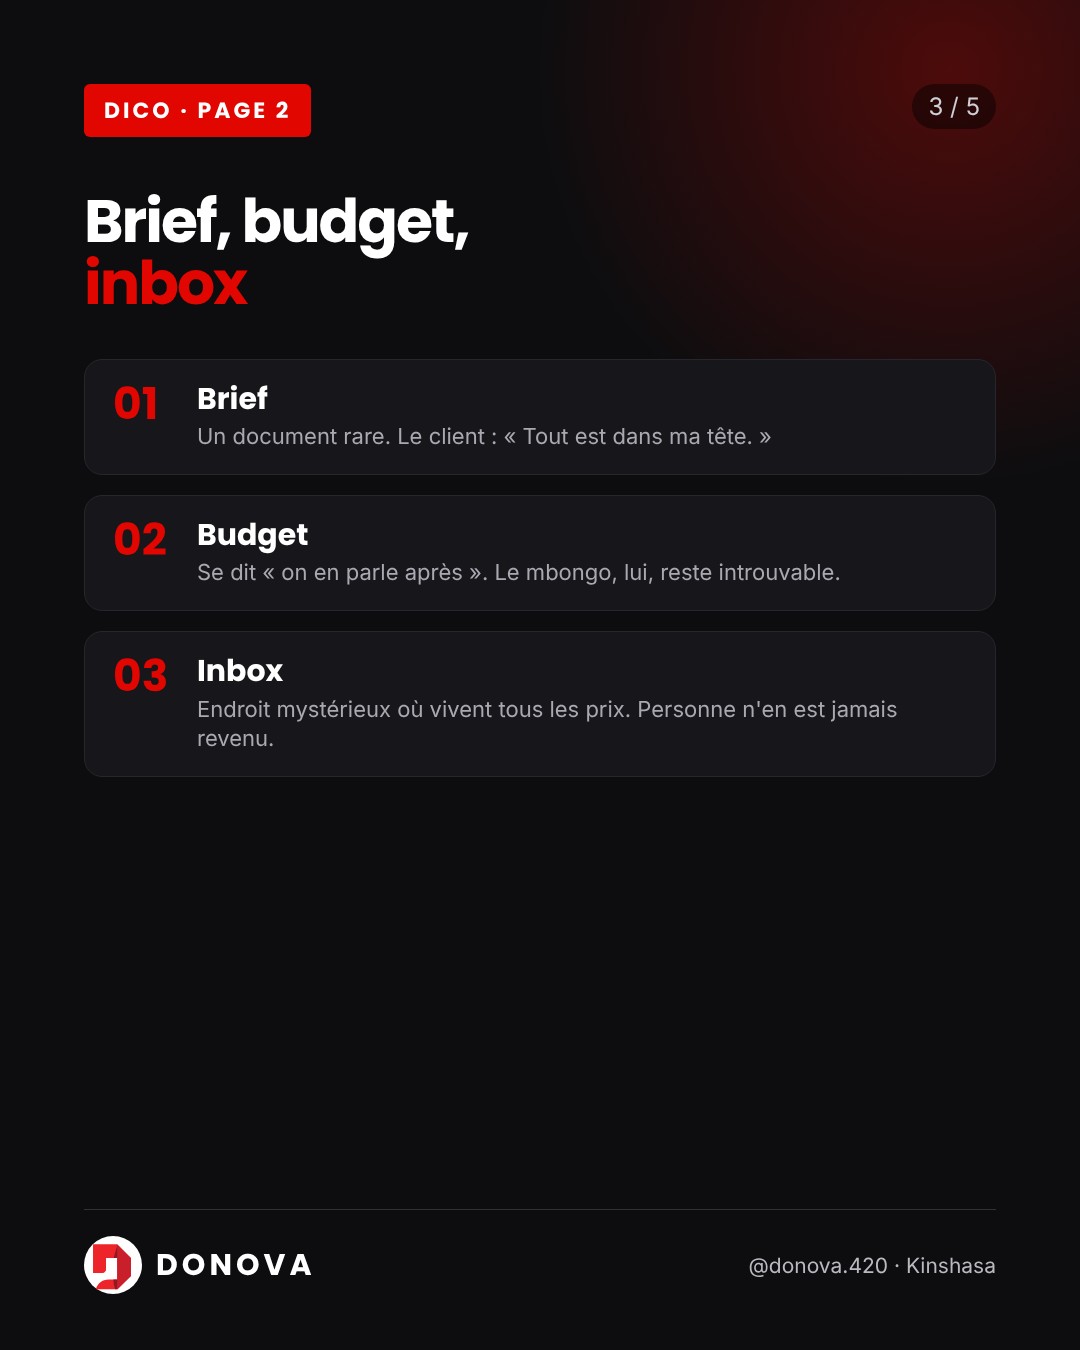 DICO · PAGE 2
3 / 5
Brief, budget,
inbox
01
Brief
Un document rare. Le client : « Tout est dans ma tête. »
02
Budget
Se dit « on en parle après ». Le mbongo, lui, reste introuvable.
03
Inbox
Endroit mystérieux où vivent tous les prix. Personne n'en est jamais
revenu.
DONOVA
@donova.420 · Kinshasa